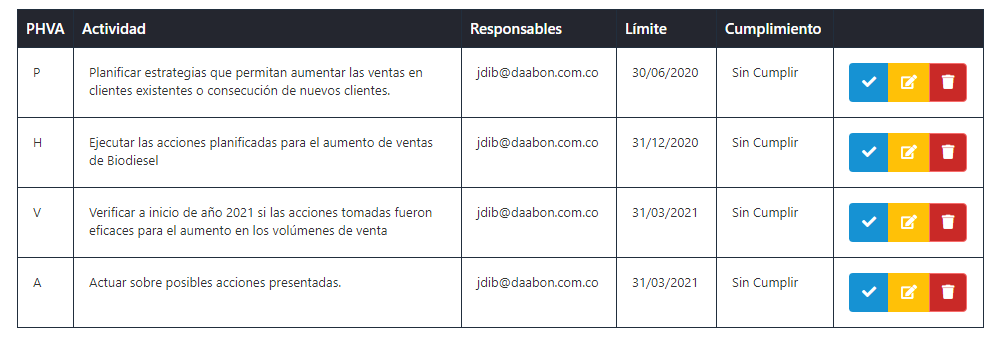 PHVA Actividad Responsables Límite Cumplimiento
P Planificar estrategias que permitan aumentar las ventas en jdib@daabon.com.co 30/06/2020 Sin Cumplir
clientes existentes o consecución de nuevos clientes.
H Ejecutar las acciones planificadas para el aumento de ventas jdib@daabon.com.co 31/12/2020 Sin Cumplir
de Biodiesel
V Verificar a inicio de año 2021 si las acciones tomadas fueron jdib@daabon.com.co 31/03/2021 Sin Cumplir
eficaces para el aumento en los volúmenes de venta
A Actuar sobre posibles acciones presentadas. jdib@daabon.com.co 31/03/2021 Sin Cumplir